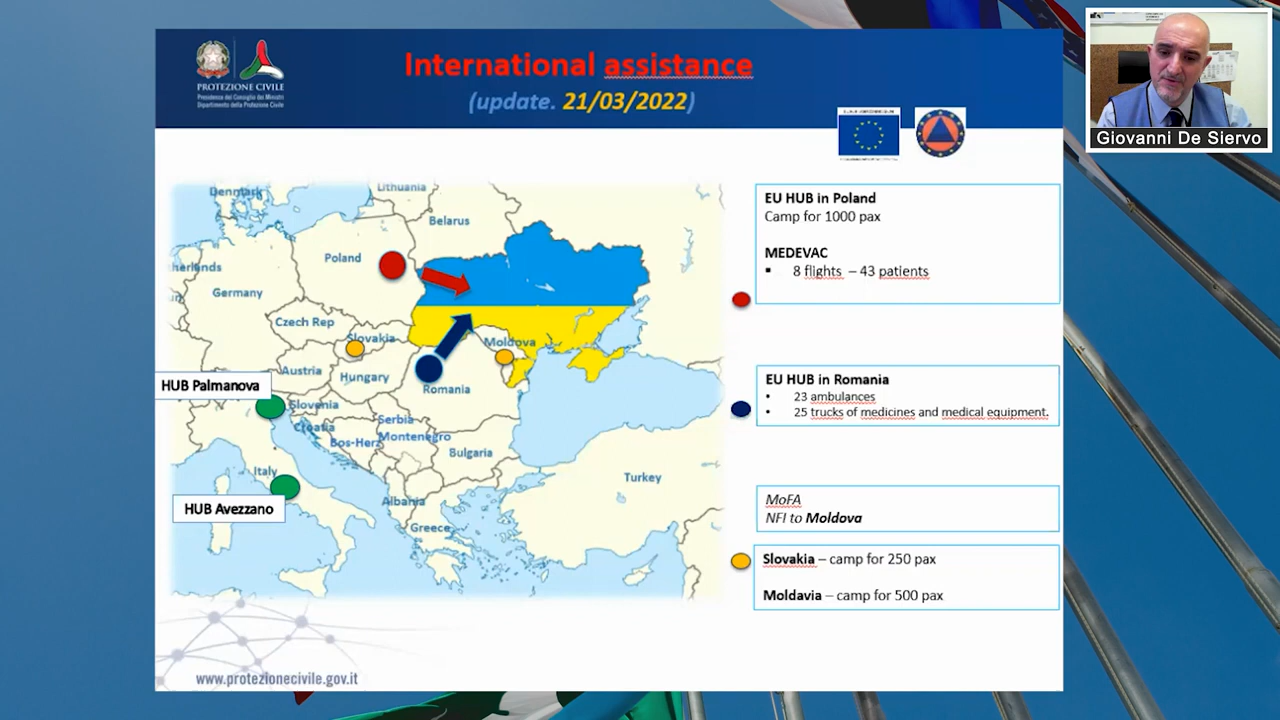 PROTEZIONE CIVILE
Presidenza del Consiglio dei Ministri
Dipartimento della Protezione Civile
International assistance
(update. 21/03/2022)
Giovanni De Siervo
Denmark
Lithuania
Belarus
Poland
herlands
Germany
Czech Rep
Slovakia
Moldova
Austria
Hungary
Romania
HUB Palmanova
Slovenia
Croatia
Serbia
Bos-Herz
Montenegro
Bulgaria
Italy
Turkey
HUB Avezzano
Albania
Greece
EU HUB in Poland
Camp for 1000 pax
MEDEVAC
▪ 8 flights – 43 patients
EU HUB in Romania
• 23 ambulances
• 25 trucks of medicines and medical equipment.
MoFA
NFI to Moldova
Slovakia – camp for 250 pax
Moldavia – camp for 500 pax
www.protezionecivile.gov.it